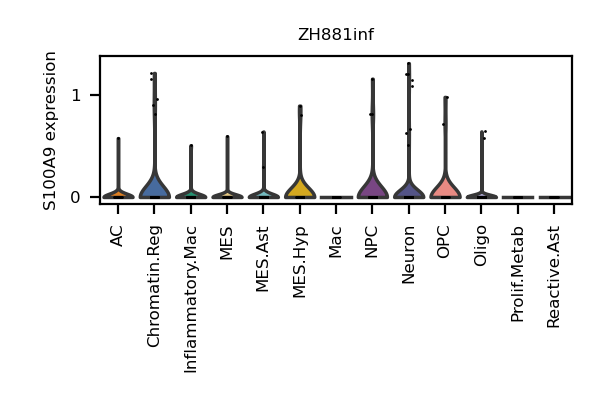 ZH881inf
S100A9 expression
1
0
AC
Chromatin.Reg
Inflammatory.Mac
MES
MES.Ast
MES.Hyp
Mac
NPC
Neuron
OPC
Oligo
Prolif.Metab
Reactive.Ast